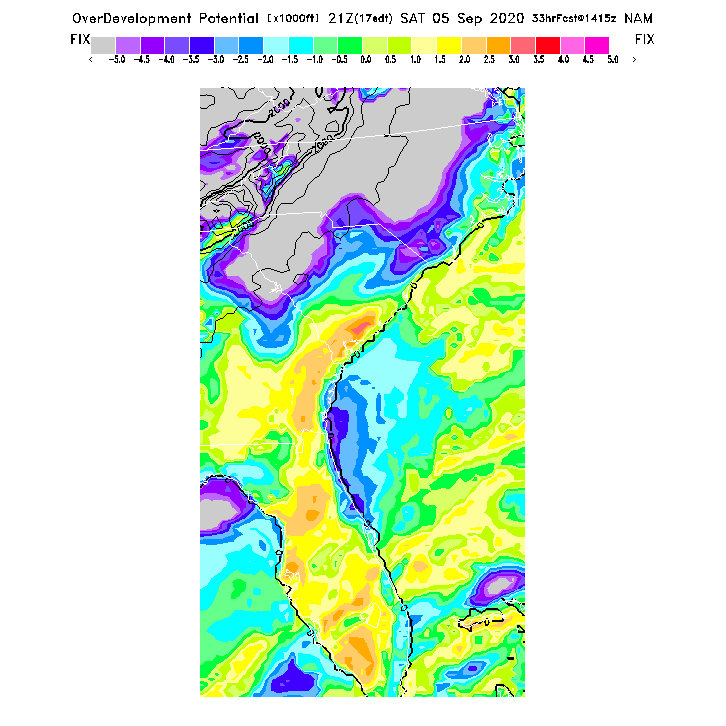 OverDevelopment Potential [x1000ft] 21Z(17edt) SAT 05 Sep 2020 33hrFcst@1415z NAM
FIX FIX
< -5.0 -4.5 -4.0 -3.5 -3.0 -2.5 -2.0 -1.5 -1.0 -0.5 0.0 0.5 1.0 1.5 2.0 2.5 3.0 3.5 4.0 4.5 5.0 >
2000
2000